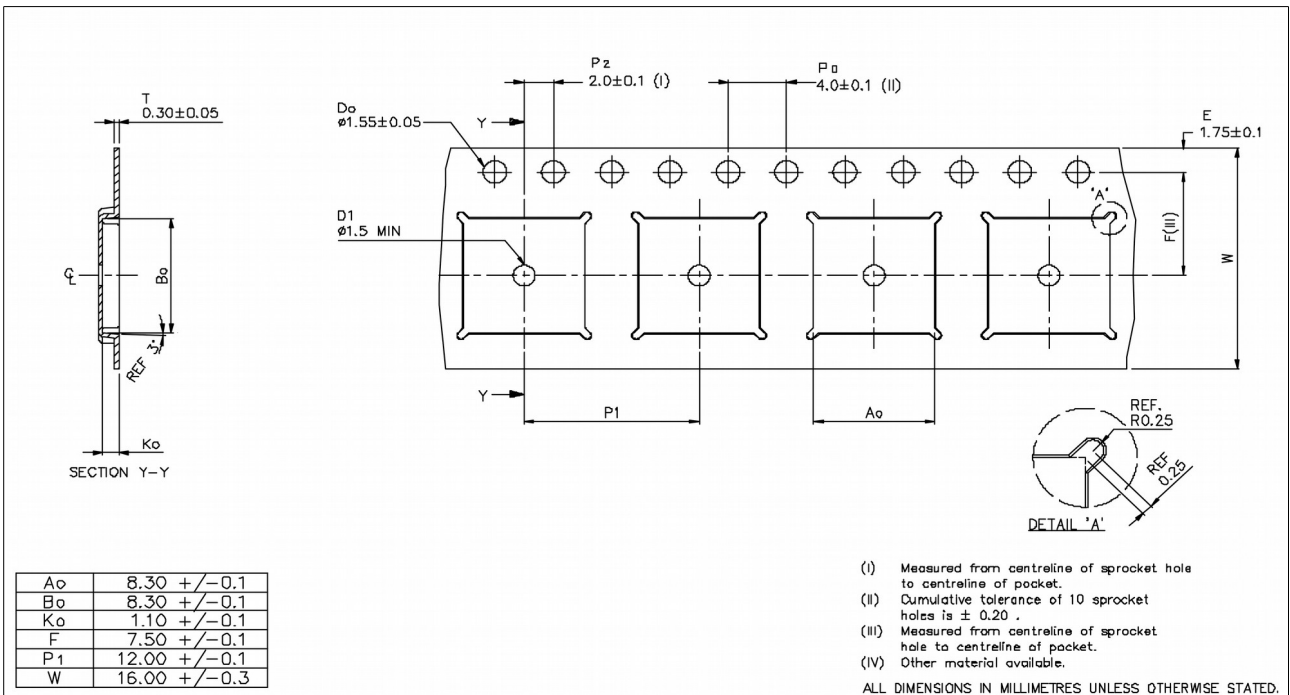 P2
2.0±0.1 (I)
Po
4.0±0.1 (II)
T
0.30±0.05
Do
ø1.55±0.05
Y
E
1.75±0.1
"A"
D1
ø1.5 MIN
F(III)
W
Bo
℄
REF 3°
Y
P1
Ao
Ko
SECTION Y-Y
REF.
R0.25
REF
0.25
DETAIL 'A'
Ao 8.30 +/-0.1
Bo 8.30 +/-0.1
Ko 1.10 +/-0.1
F 7.50 +/-0.1
P1 12.00 +/-0.1
W 16.00 +/-0.3
(I) Measured from centreline of sprocket hole
to centreline of pocket.
(II) Cumulative tolerance of 10 sprocket
holes is ± 0.20 .
(III) Measured from centreline of sprocket
hole to centreline of pocket.
(IV) Other material available.
ALL DIMENSIONS IN MILLIMETRES UNLESS OTHERWISE STATED.